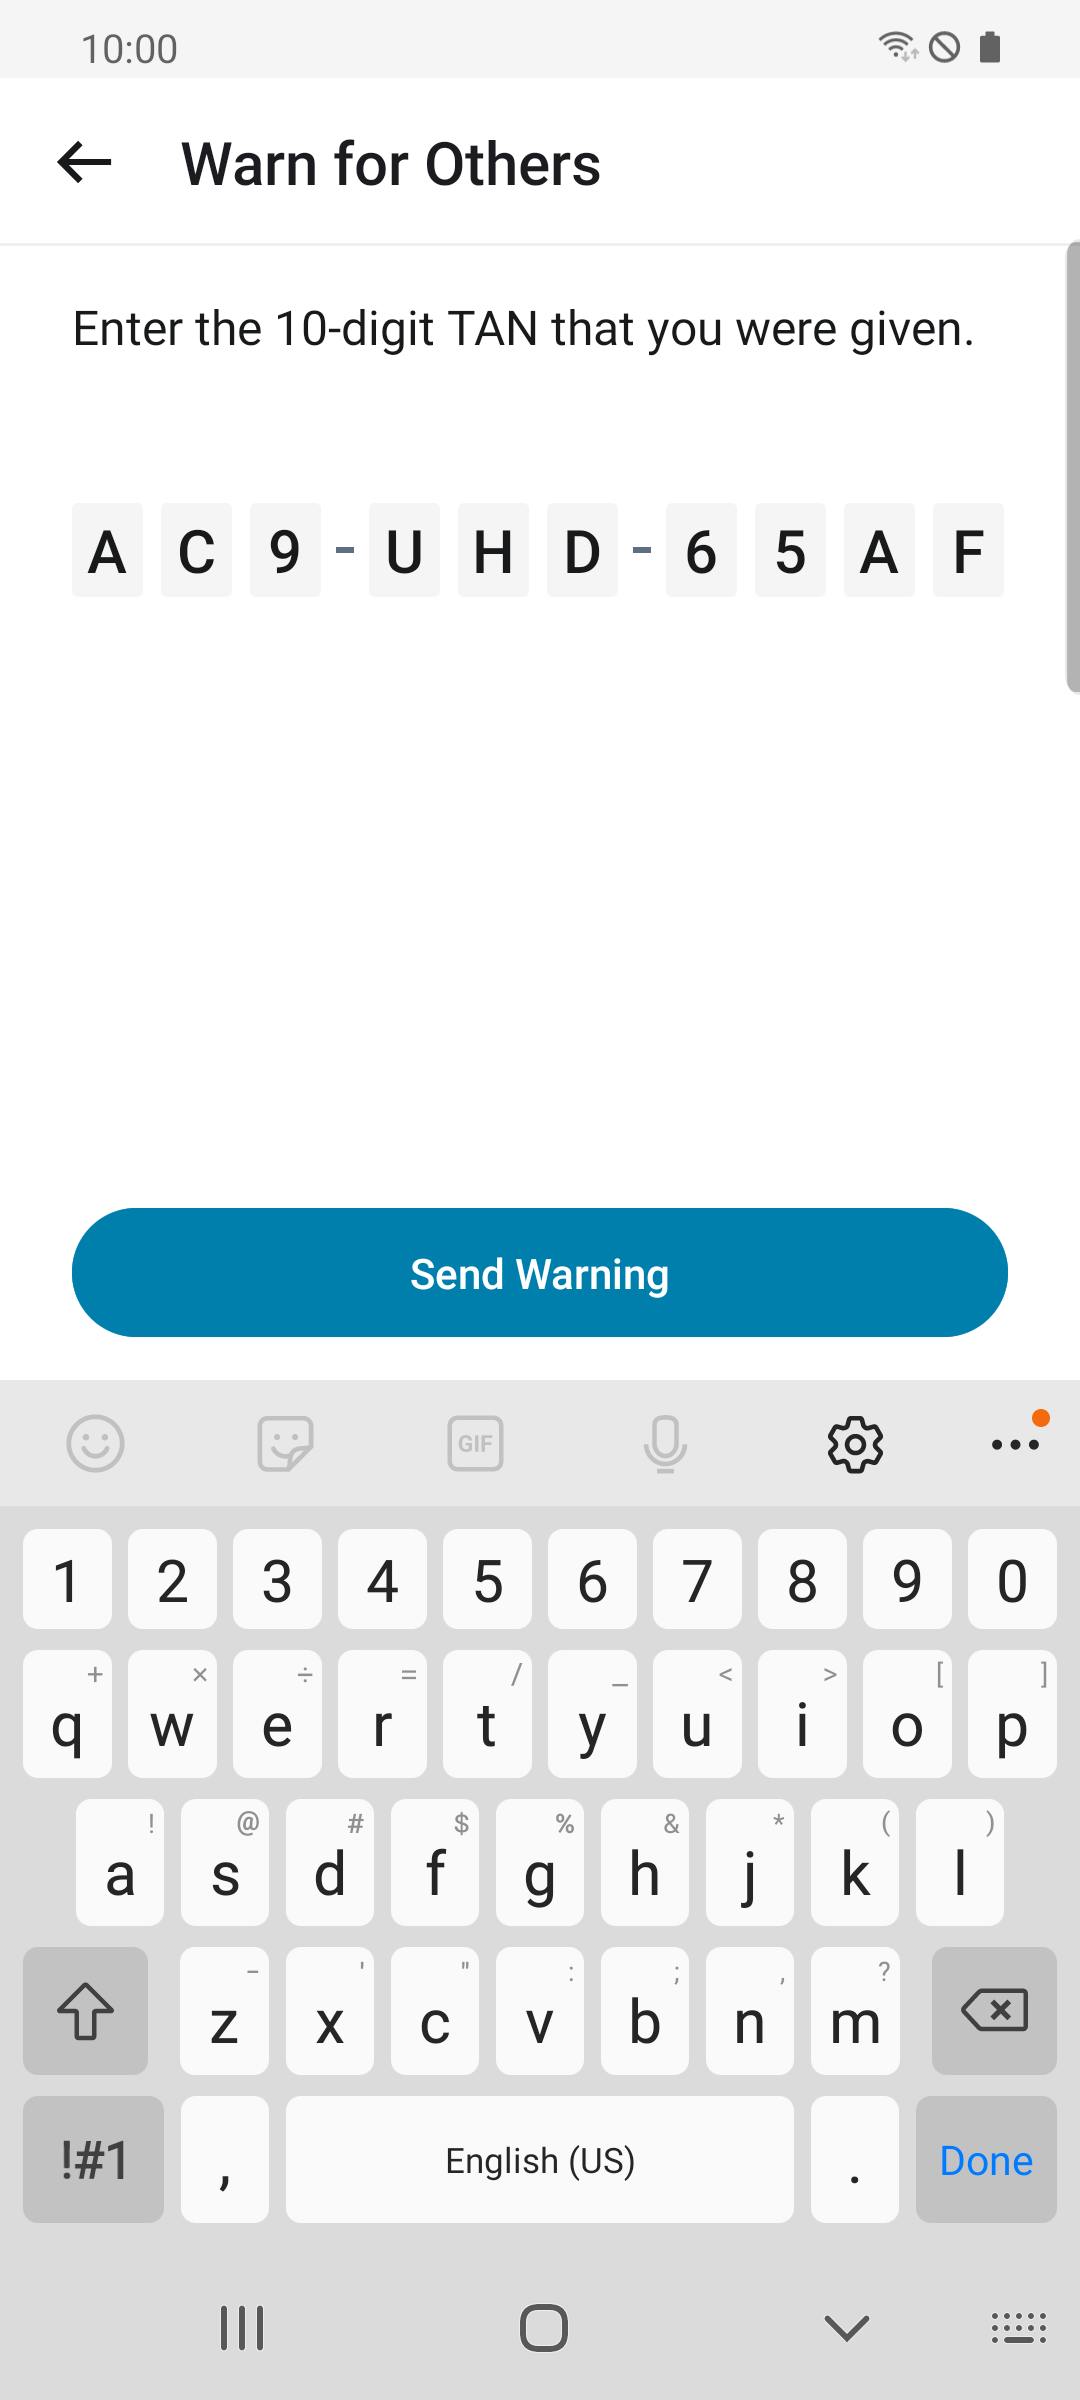 10:00
Warn for Others
Enter the 10-digit TAN that you were given.
A C 9 - U H D - 6 5 A F
Send Warning
GIF
1 2 3 4 5 6 7 8 9 0
+ × ÷ = / _ < > [ ]
q w e r t y u i o p
! @ # $ % & * ( )
a s d f g h j k l
- ' " : ; , ?
z x c v b n m
!#1 , English (US) . Done